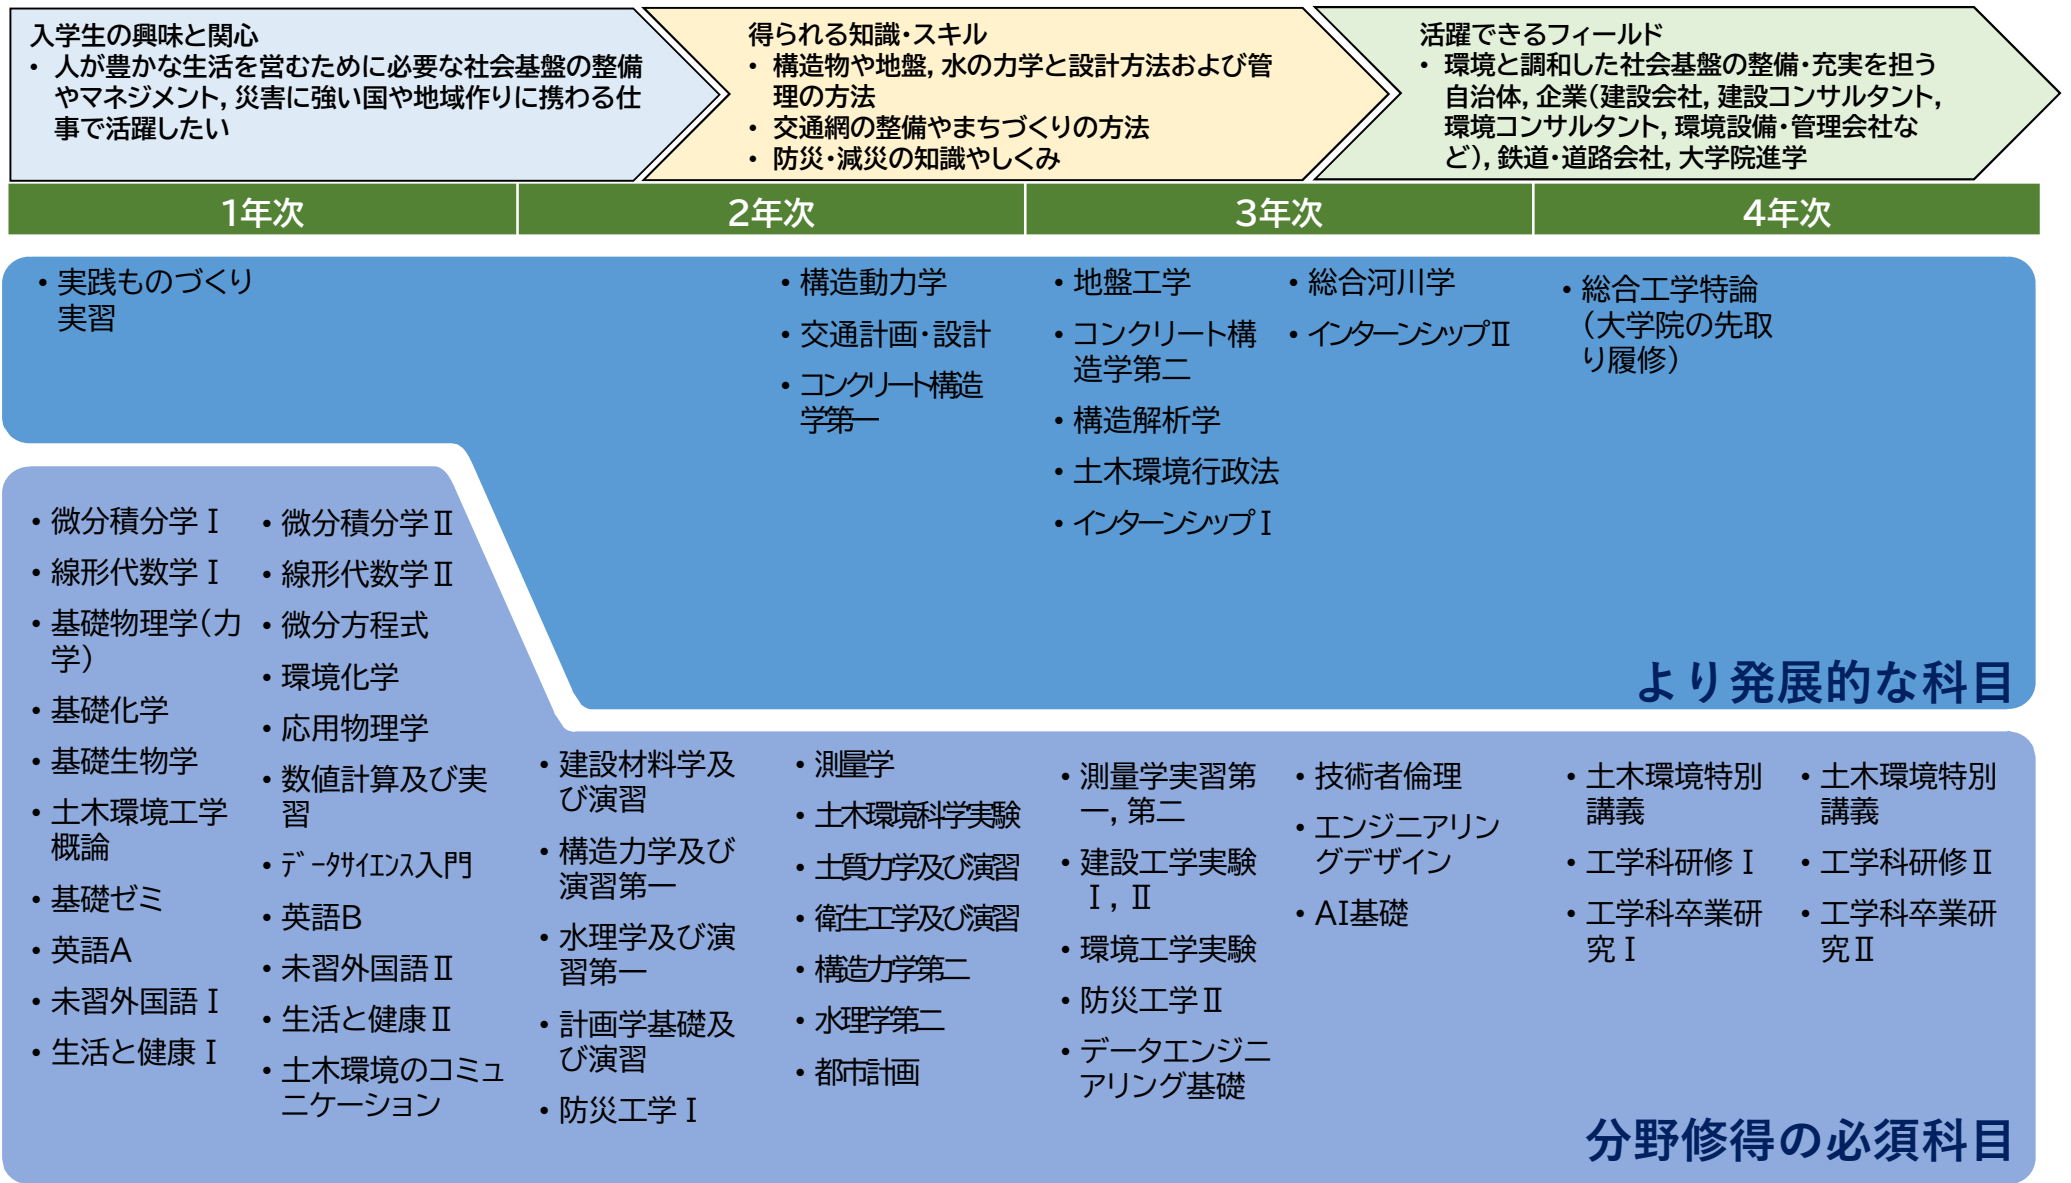 入学生の興味と関心
• 人が豊かな生活を営むために必要な社会基盤の整備
やマネジメント, 災害に強い国や地域作りに携わる仕
事で活躍したい
得られる知識・スキル
• 構造物や地盤, 水の力学と設計方法および管
理の方法
• 交通網の整備やまちづくりの方法
• 防災・減災の知識やしくみ
活躍できるフィールド
• 環境と調和した社会基盤の整備・充実を担う
自治体, 企業(建設会社, 建設コンサルタント,
環境コンサルタント, 環境設備・管理会社な
ど), 鉄道・道路会社, 大学院進学
1年次
2年次
3年次
4年次
• 実践ものづくり
実習
• 構造動力学
• 交通計画・設計
• コンクリート構造
学第一
• 地盤工学
• コンクリート構
造学第二
• 構造解析学
• 土木環境行政法
• インターンシップⅠ
• 総合河川学
• インターンシップⅡ
• 総合工学特論
(大学院の先取
り履修)
より発展的な科目
• 微分積分学Ⅰ
• 線形代数学Ⅰ
• 基礎物理学(力
学)
• 基礎化学
• 基礎生物学
• 土木環境工学
概論
• 基礎ゼミ
• 英語A
• 未習外国語Ⅰ
• 生活と健康Ⅰ
• 微分積分学Ⅱ
• 線形代数学Ⅱ
• 微分方程式
• 環境化学
• 応用物理学
• 数値計算及び実
習
• ﾃﾞｰﾀｻｲｴﾝｽ入門
• 英語B
• 未習外国語Ⅱ
• 生活と健康Ⅱ
• 土木環境のコミュ
ニケーション
• 建設材料学及
び演習
• 構造力学及び
演習第一
• 水理学及び演
習第一
• 計画学基礎及
び演習
• 防災工学Ⅰ
• 測量学
• 土木環境科学実験
• 土質力学及び演習
• 衛生工学及び演習
• 構造力学第二
• 水理学第二
• 都市計画
• 測量学実習第
一, 第二
• 建設工学実験
Ⅰ, Ⅱ
• 環境工学実験
• 防災工学Ⅱ
• データエンジニ
アリング基礎
• 技術者倫理
• エンジニアリン
グデザイン
• AI基礎
• 土木環境特別
講義
• 工学科研修Ⅰ
• 工学科卒業研
究Ⅰ
• 土木環境特別
講義
• 工学科研修Ⅱ
• 工学科卒業研
究Ⅱ
分野修得の必須科目